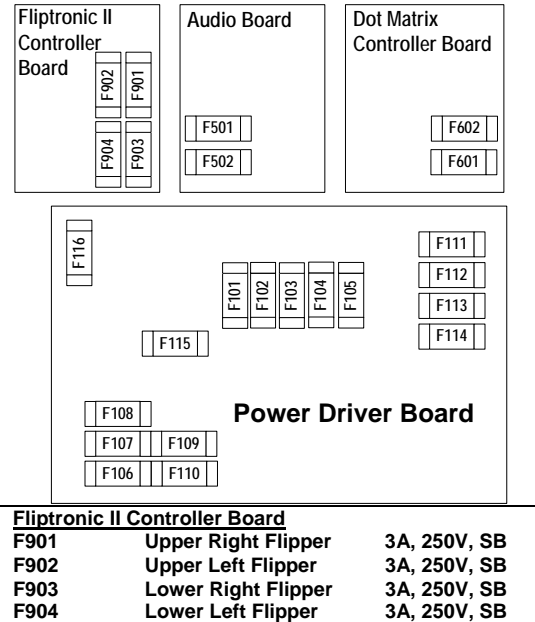 Fliptronic II
Controller
Board
F902
F901
F904
F903
Audio Board
F501
F502
Dot Matrix
Controller Board
F602
F601
F116
F101
F102
F103
F104
F105
F111
F112
F113
F114
F115
F108
F107
F109
F106
F110
Power Driver Board
Fliptronic II Controller Board
F901 Upper Right Flipper 3A, 250V, SB
F902 Upper Left Flipper 3A, 250V, SB
F903 Lower Right Flipper 3A, 250V, SB
F904 Lower Left Flipper 3A, 250V, SB